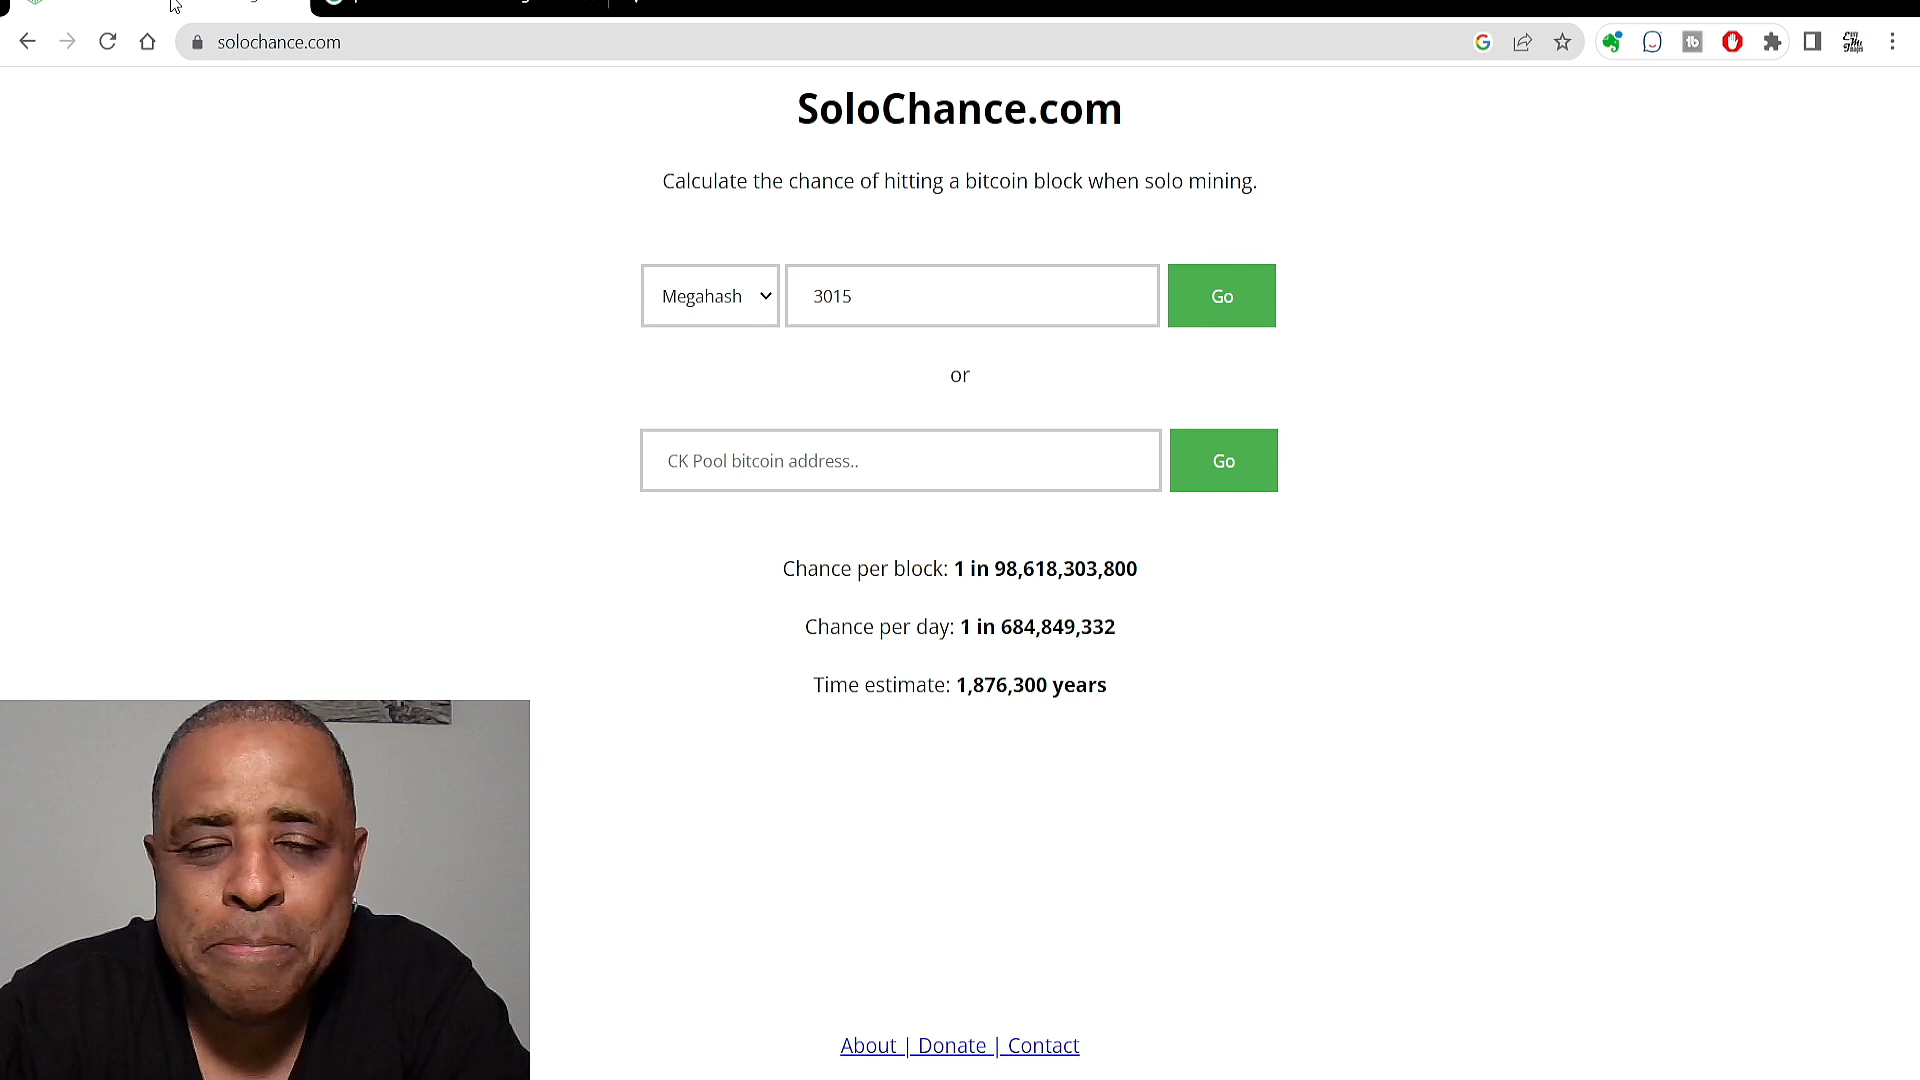 solochance.com
SoloChance.com
Calculate the chance of hitting a bitcoin block when solo mining.
Megahash
3015
Go
or
CK Pool bitcoin address..
Go
Chance per block: 1 in 98,618,303,800
Chance per day: 1 in 684,849,332
Time estimate: 1,876,300 years
About | Donate | Contact